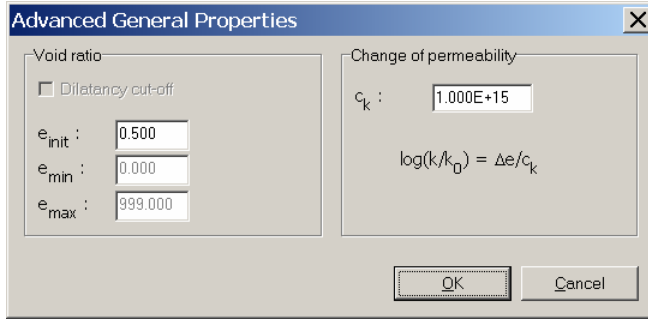 Advanced General Properties
Void ratio
Dilatancy cut-off
e_init : 0.500
e_min : 0.000
e_max : 999.000
Change of permeability
c_k : 1.000E+15
log(k/k_0) = Δe/c_k
OK
Cancel